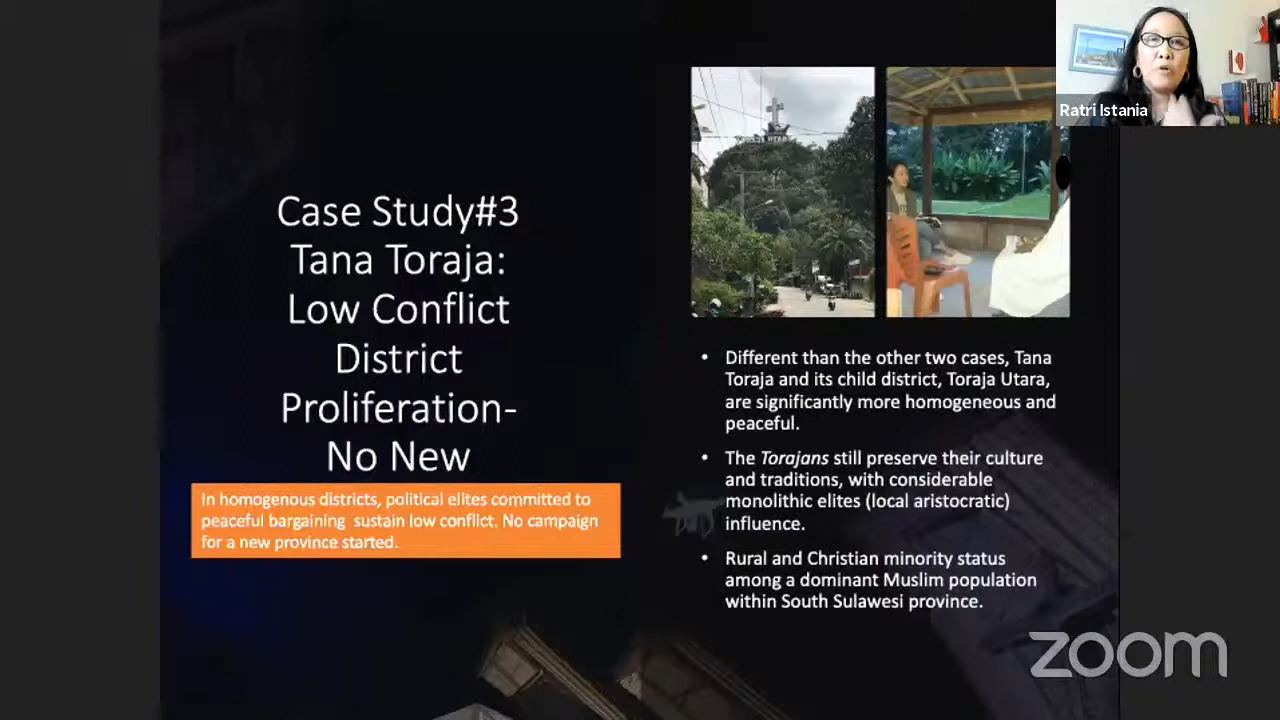 Ratri Istania
Case Study#3
Tana Toraja:
Low Conflict
District
Proliferation-
No New
In homogenous districts, political elites committed to
peaceful bargaining sustain low conflict. No campaign
for a new province started.
• Different than the other two cases, Tana
Toraja and its child district, Toraja Utara,
are significantly more homogeneous and
peaceful.
• The Torajans still preserve their culture
and traditions, with considerable
monolithic elites (local aristocratic)
influence.
• Rural and Christian minority status
among a dominant Muslim population
within South Sulawesi province.
zoom